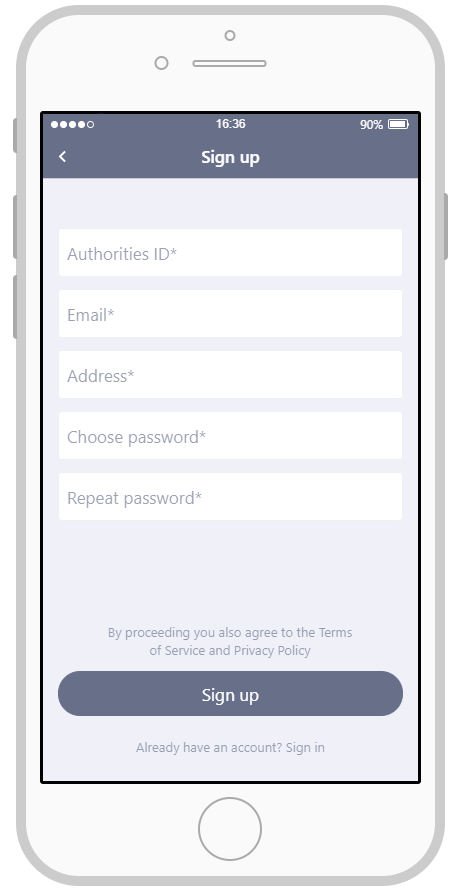 16:36
90%
Sign up
Authorities ID*
Email*
Address*
Choose password*
Repeat password*
By proceeding you also agree to the Terms
of Service and Privacy Policy
Sign up
Already have an account? Sign in